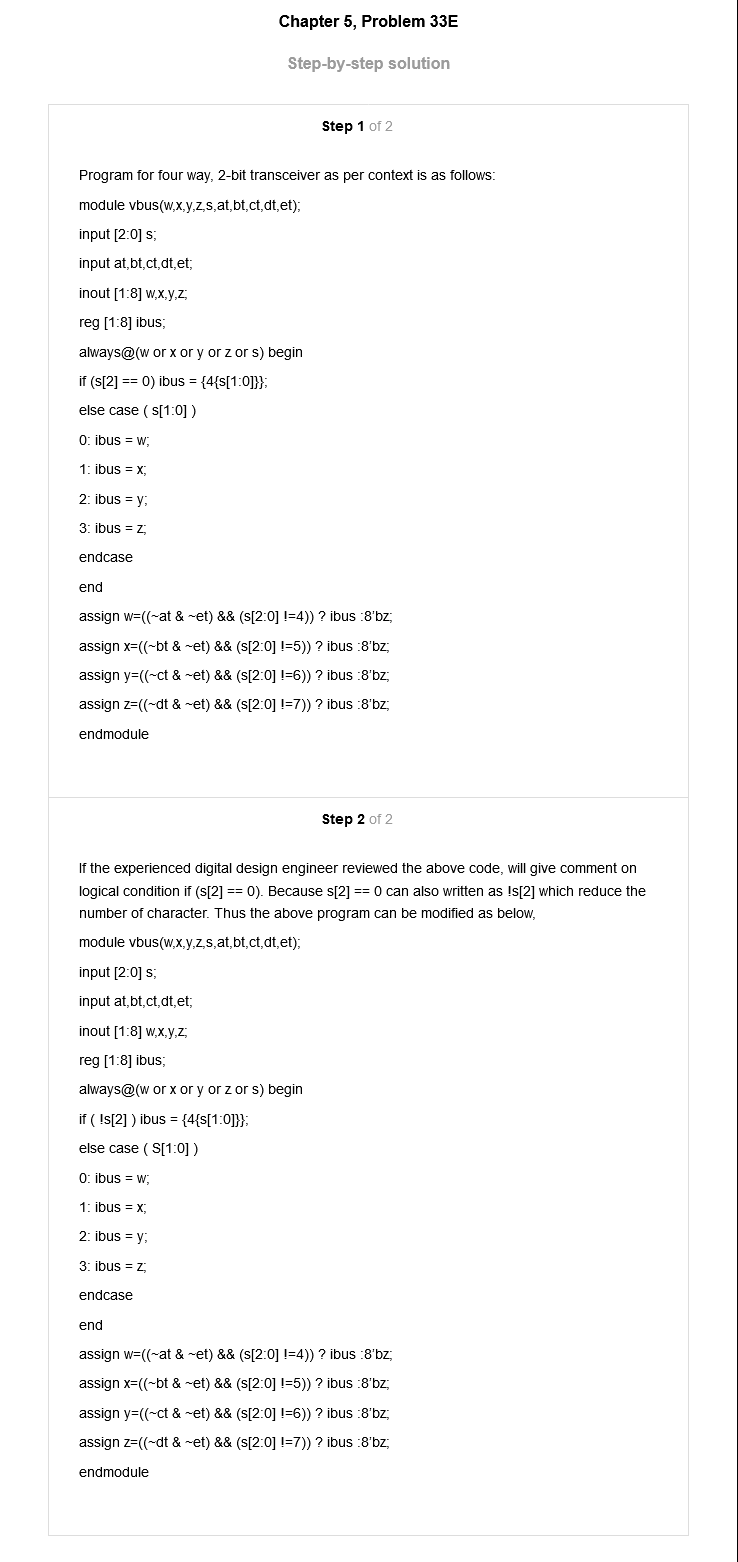 Chapter 5, Problem 33E
Step-by-step solution
Step 1 of 2
Program for four way, 2-bit transceiver as per context is as follows:
module vbus(w,x,y,z,s,at,bt,ct,dt,et);
input [2:0] s;
input at,bt,ct,dt,et;
inout [1:8] w,x,y,z;
reg [1:8] ibus;
always@(w or x or y or z or s) begin
if (s[2] == 0) ibus = {4{s[1:0]}};
else case ( s[1:0] )
0: ibus = w;
1: ibus = x;
2: ibus = y;
3: ibus = z;
endcase
end
assign w=((~at & ~et) && (s[2:0] !=4)) ? ibus :8'bz;
assign x=((~bt & ~et) && (s[2:0] !=5)) ? ibus :8'bz;
assign y=((~ct & ~et) && (s[2:0] !=6)) ? ibus :8'bz;
assign z=((~dt & ~et) && (s[2:0] !=7)) ? ibus :8'bz;
endmodule
Step 2 of 2
If the experienced digital design engineer reviewed the above code, will give comment on
logical condition if (s[2] == 0). Because s[2] == 0 can also written as !s[2] which reduce the
number of character. Thus the above program can be modified as below,
module vbus(w,x,y,z,s,at,bt,ct,dt,et);
input [2:0] s;
input at,bt,ct,dt,et;
inout [1:8] w,x,y,z;
reg [1:8] ibus;
always@(w or x or y or z or s) begin
if ( !s[2] ) ibus = {4{s[1:0]}};
else case ( S[1:0] )
0: ibus = w;
1: ibus = x;
2: ibus = y;
3: ibus = z;
endcase
end
assign w=((~at & ~et) && (s[2:0] !=4)) ? ibus :8'bz;
assign x=((~bt & ~et) && (s[2:0] !=5)) ? ibus :8'bz;
assign y=((~ct & ~et) && (s[2:0] !=6)) ? ibus :8'bz;
assign z=((~dt & ~et) && (s[2:0] !=7)) ? ibus :8'bz;
endmodule